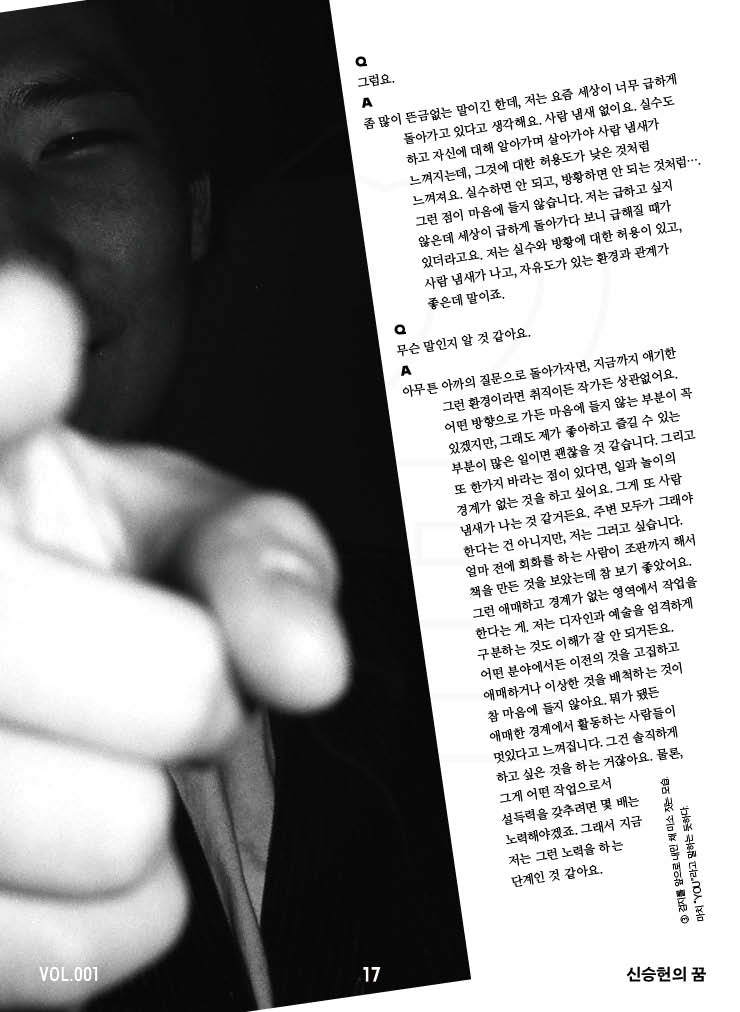 Q
그럼요.
A
좀 많이 뜬금없는 말이긴 한데, 저는 요즘 세상이 너무 급하게
돌아가고 있다고 생각해요. 사람 냄새 없이요. 실수도
하고 자신에 대해 알아가며 살아가야 사람 냄새가
느껴지는데, 그것에 대한 허용도가 낮은 것처럼
느껴져요. 실수하면 안 되고, 방황하면 안 되는 것처럼….
그런 점이 마음에 들지 않습니다. 저는 급하고 싶지
않은데 세상이 급하게 돌아가다 보니 급해질 때가
있더라고요. 저는 실수와 방황에 대한 허용이 있고,
사람 냄새가 나고, 자유도가 있는 환경과 관계가
좋은데 말이죠.
Q
무슨 말인지 알 것 같아요.
A
아무튼 아까의 질문으로 돌아가자면, 지금까지 얘기한
그런 환경이라면 취직이든 작가든 상관없어요.
어떤 방향으로 가든 마음에 들지 않는 부분이 꼭
있겠지만, 그래도 제가 좋아하고 즐길 수 있는
부분이 많은 일이면 괜찮을 것 같습니다. 그리고
또 한가지 바라는 점이 있다면, 일과 놀이의
경계가 없는 것을 하고 싶어요. 그게 또 사람
냄새가 나는 것 같거든요. 주변 모두가 그래야
한다는 건 아니지만, 저는 그러고 싶습니다.
얼마 전에 회화를 하는 사람이 조판까지 해서
책을 만든 것을 보았는데 참 보기 좋았어요.
그런 애매하고 경계가 없는 영역에서 작업을
한다는 게. 저는 디자인과 예술을 엄격하게
구분하는 것도 이해가 잘 안 되거든요.
어떤 분야에서든 이전의 것을 고집하고
애매하거나 이상한 것을 배척하는 것이
참 마음에 들지 않아요. 뭐가 됐든
애매한 경계에서 활동하는 사람들이
멋있다고 느껴집니다. 그건 솔직하게
하고 싶은 것을 하는 거잖아요. 물론,
그게 어떤 작업으로서
설득력을 갖추려면 몇 배는
노력해야겠죠. 그래서 지금
저는 그런 노력을 하는
단계인 것 같아요.
③ 검지를 앞으로 내민 채 미소 짓는 모습
마치 "YOU"라고 말하는 듯하다.
VOL.001
17
신승헌의 꿈